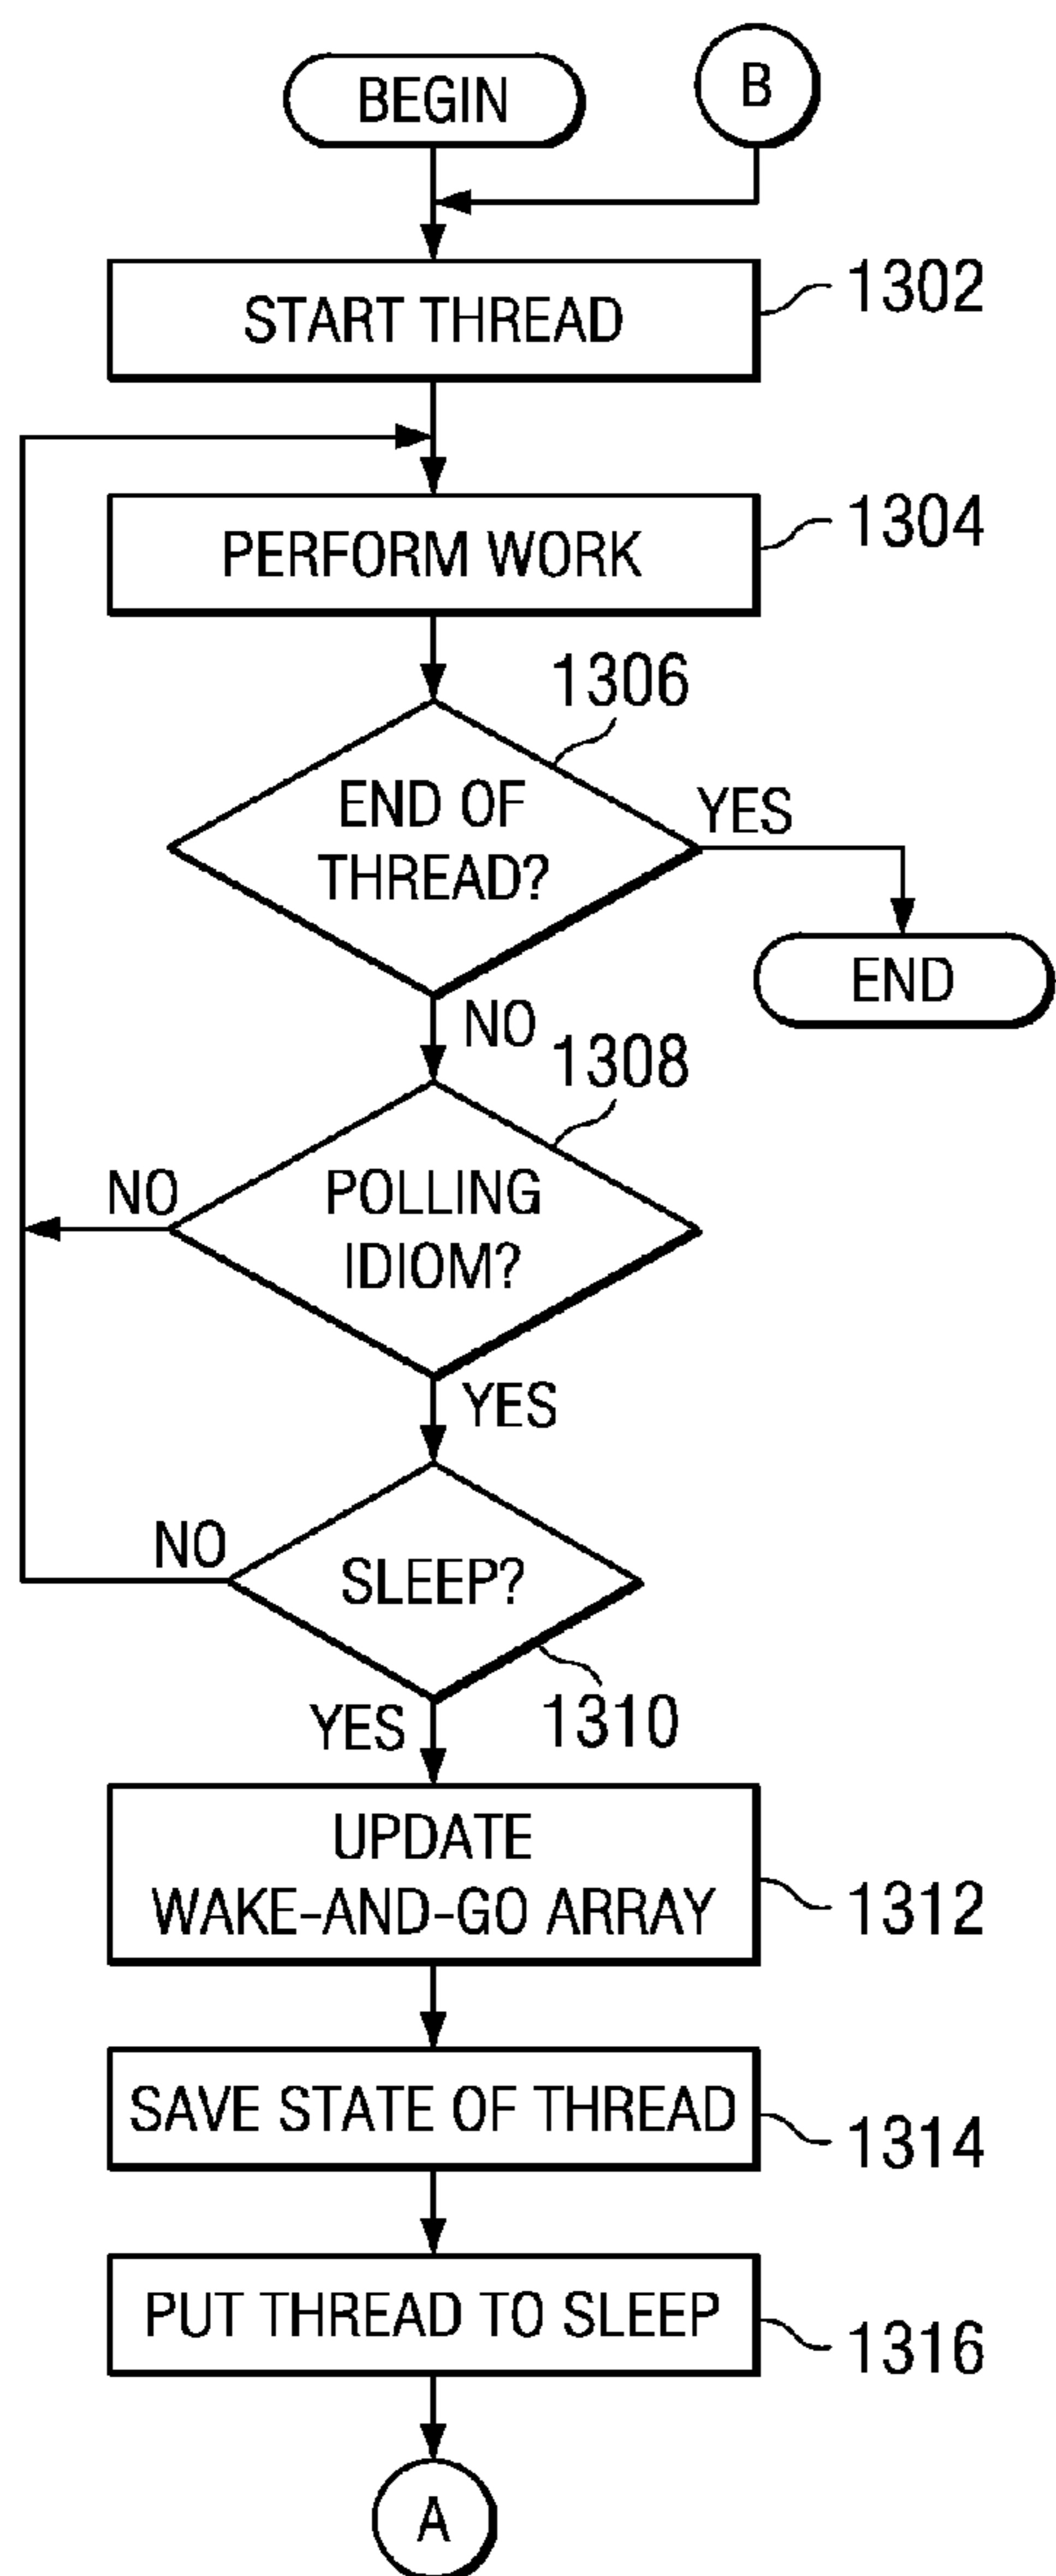 BEGIN
B
START THREAD
1302
PERFORM WORK
1304
1306
END OF
THREAD?
YES
END
NO
1308
POLLING
IDIOM?
NO
YES
NO
SLEEP?
YES
1310
UPDATE
WAKE-AND-GO ARRAY
1312
SAVE STATE OF THREAD
1314
PUT THREAD TO SLEEP
1316
A